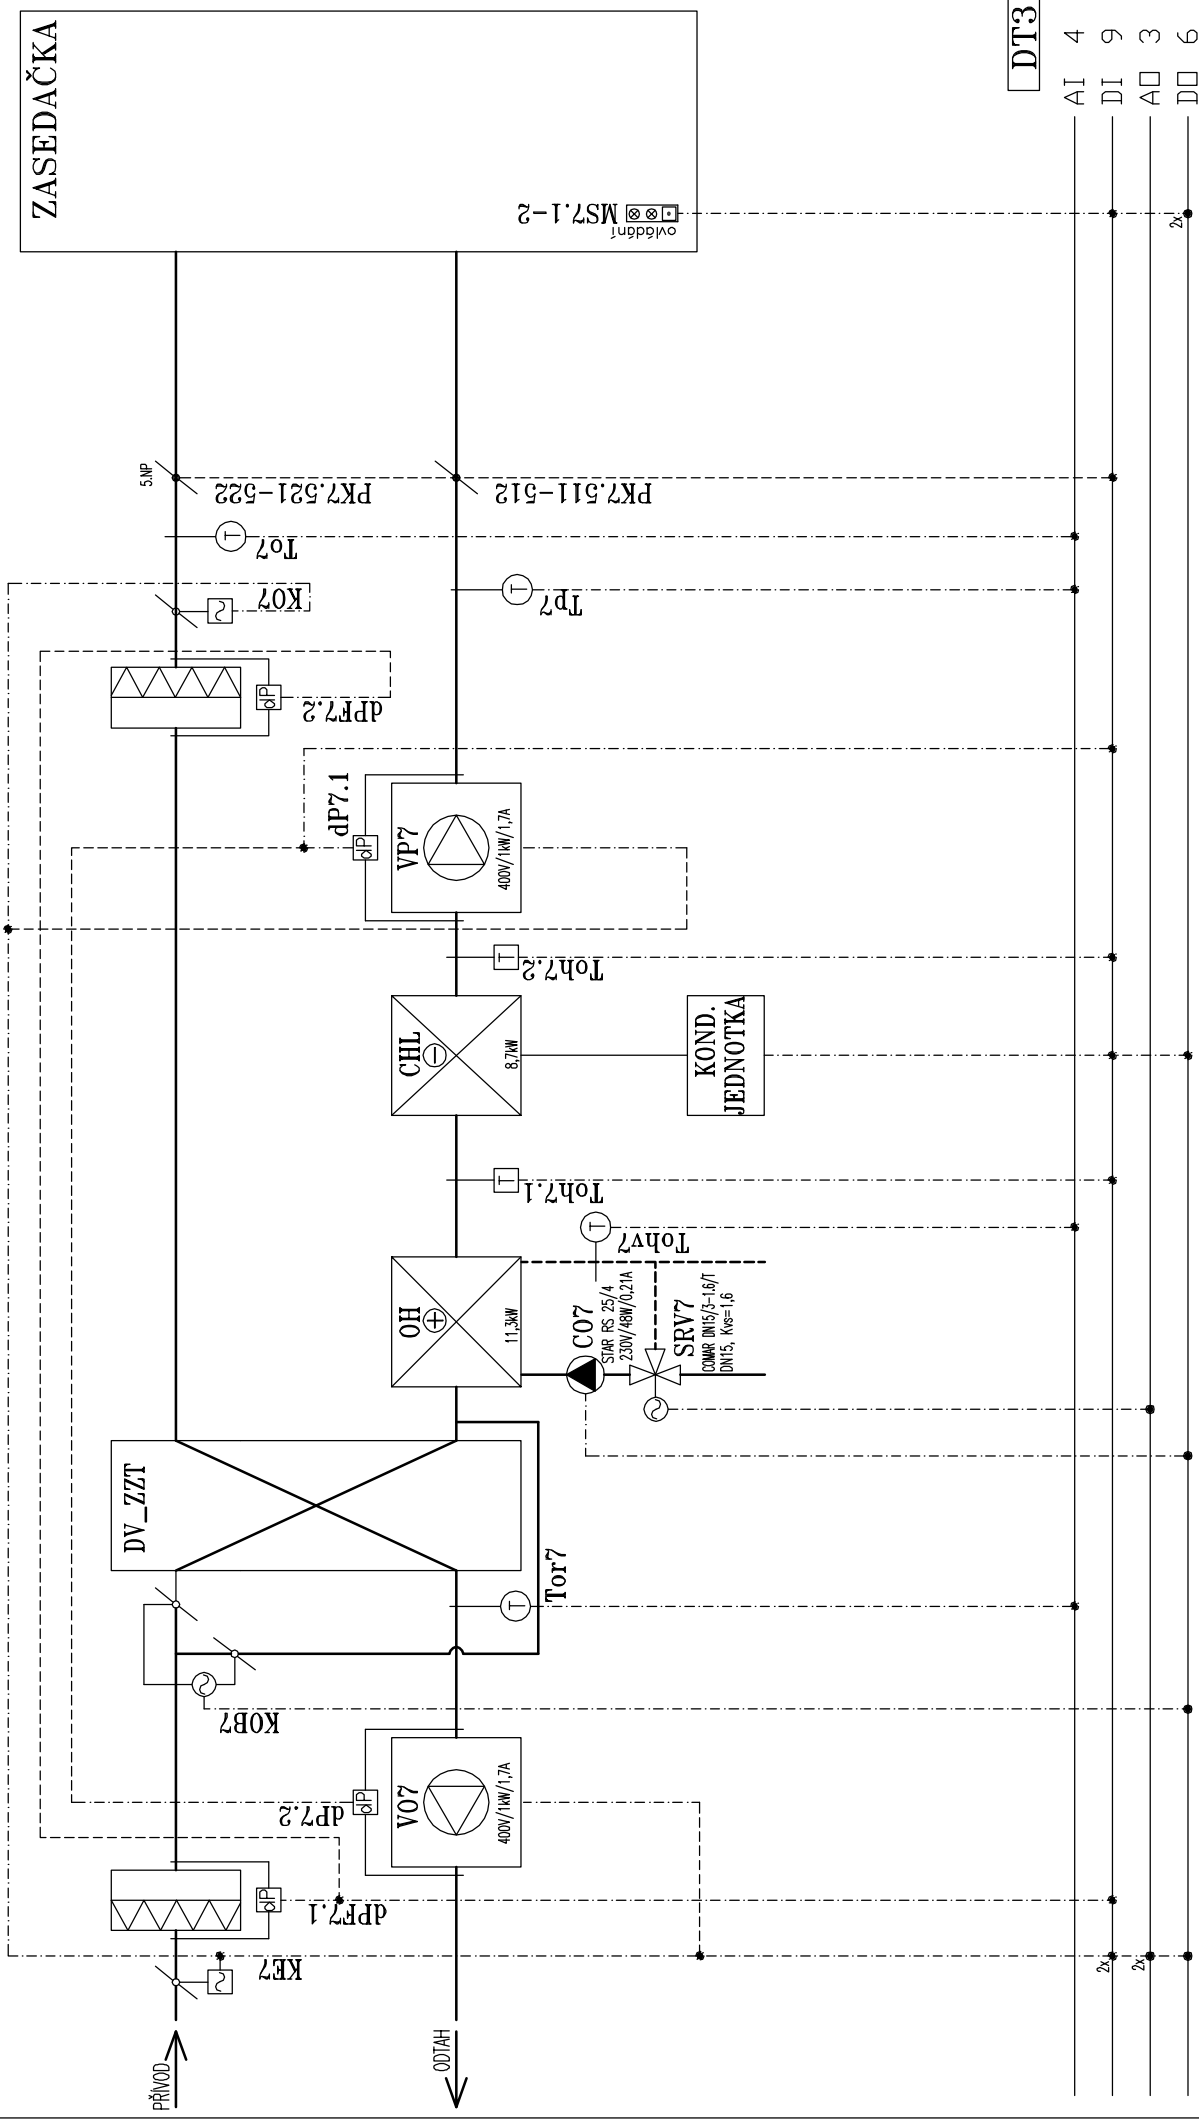 ZASEDAČKA
MS7.1-2
ovládání
DT3
AI 4
DI 9
AO 3
DO 6
2x
5.NP
PK7.521-522
PK7.511-512
To7
Tp7
KO7
dP
dPF7.2
dP7.1
dP
VP7
400V/1kW/1,7A
Toh7.2
CHL
8,7kW
KOND.
JEDNOTKA
Toh7.1
Tohv7
OH
11,3kW
CO7
STAR RS 25/4
230V/48W/0,21A
SRV7
COMAR DN15/3-1.6/T
DN15, Kvs=1,6
DV_ZZT
Tor7
KOB7
dP7.2
dP
VO7
400V/1kW/1,7A
dP
dPF7.1
KE7
2x
2x
PŘÍVOD
ODTAH
T
T
T
T
T
T